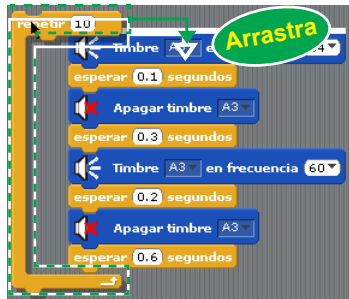 repetir 10
Arrastra
Timbre A e 4
esperar 0.1 segundos
Apagar timbre A3
esperar 0.3 segundos
Timbre A3 en frecuencia 60
esperar 0.2 segundos
Apagar timbre A3
esperar 0.6 segundos